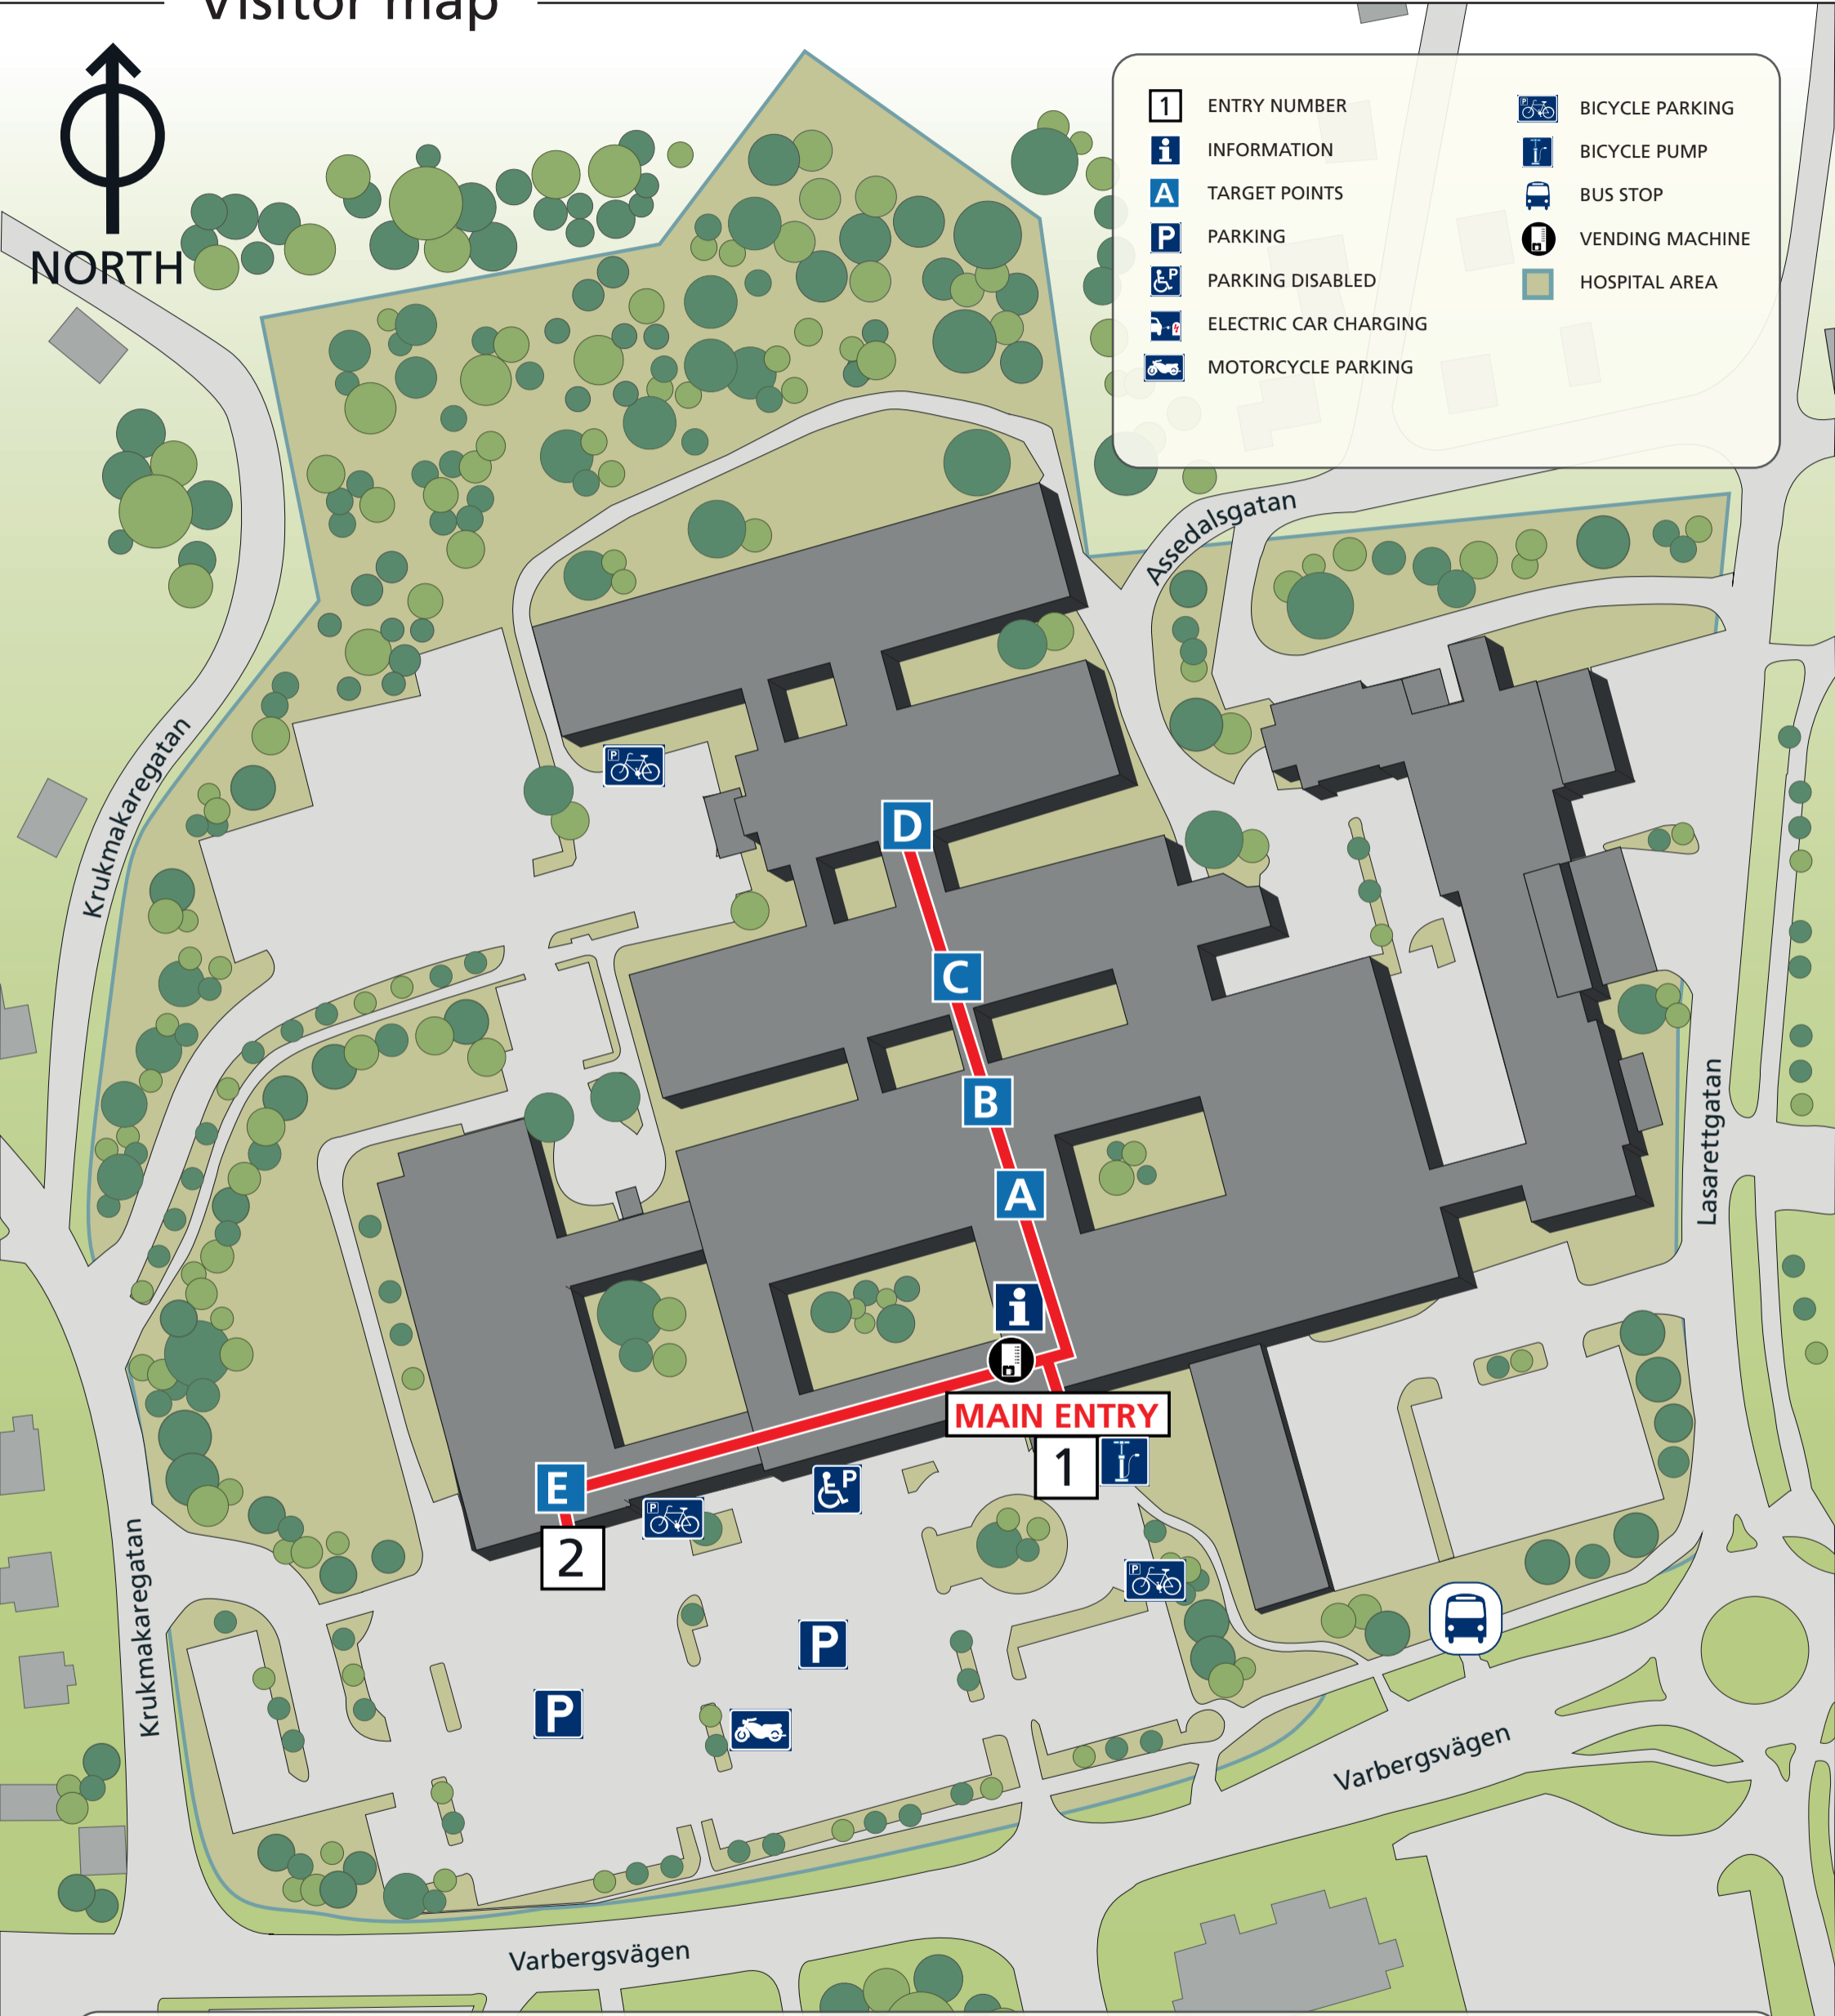 Visitor map
NORTH
1 ENTRY NUMBER
i INFORMATION
A TARGET POINTS
P PARKING
P PARKING DISABLED
ELECTRIC CAR CHARGING
MOTORCYCLE PARKING
P BICYCLE PARKING
BICYCLE PUMP
BUS STOP
VENDING MACHINE
HOSPITAL AREA
Assedalsgatan
Krukmakaregatan
P
D
C
B
A
Lasarettgatan
i
MAIN ENTRY
1
E
P
P
2
P
Krukmakaregatan
P
P
Varbergsvägen
Varbergsvägen